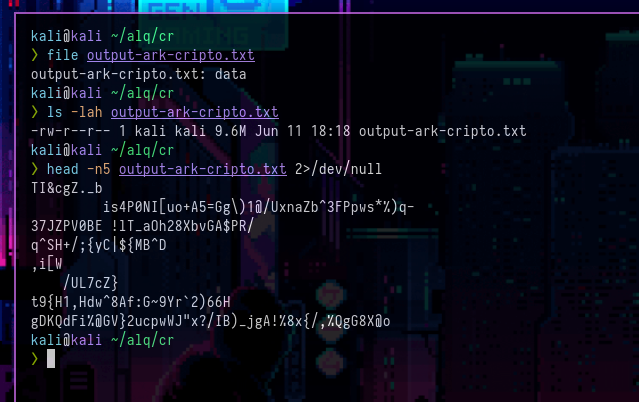 kali@kali ~/alq/cr
❯ file output-ark-cripto.txt
output-ark-cripto.txt: data
kali@kali ~/alq/cr
❯ ls -lah output-ark-cripto.txt
-rw-r--r-- 1 kali kali 9.6M Jun 11 18:18 output-ark-cripto.txt
kali@kali ~/alq/cr
❯ head -n5 output-ark-cripto.txt 2>/dev/null
TI&cgZ._b
         is4P0NI[uo+A5=Gg\)1@/UxnaZb^3FPpws*%)q-
37JZPV0BE !lT_aOh28XbvGA$PR/
q^SH+/;{yC|${MB^D
,i[W
    /UL7cZ}
t9{H1,Hdw^8Af:G~9Yr`2)66H
gDKQdFi%@GV}2ucpwWJ"x?/IB)_jgA!%8x{/,%QgG8X@o
kali@kali ~/alq/cr
❯